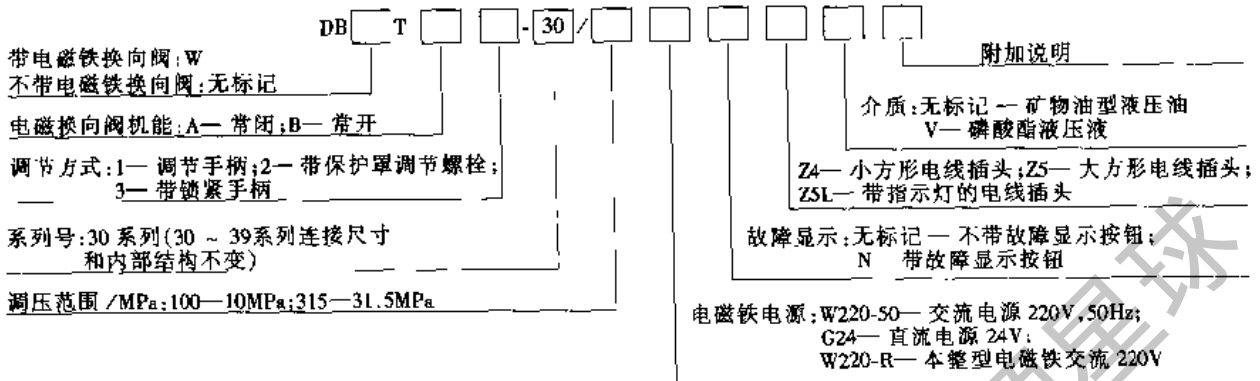 DB□ T □ □-30/□ □ □ □ □ □
带电磁铁换向阀:W
不带电磁铁换向阀:无标记
电磁换向阀机能:A— 常闭;B— 常开
调节方式:1— 调节手柄;2— 带保护罩调节螺栓;
3— 带锁紧手柄
系列号:30 系列(30 ~ 39系列连接尺寸
和内部结构不变)
调压范围 /MPa:100—10MPa;315—31.5MPa
附加说明
介质:无标记 — 矿物油型液压油
V— 磷酸酯液压液
Z4— 小方形电线插头;Z5— 大方形电线插头;
Z5L— 带指示灯的电线插头
故障显示:无标记 — 不带故障显示按钮;
N 带故障显示按钮
电磁铁电源:W220-50— 交流电源 220V,50Hz;
G24— 直流电源 24V;
W220-R— 本整型电磁铁交流 220V